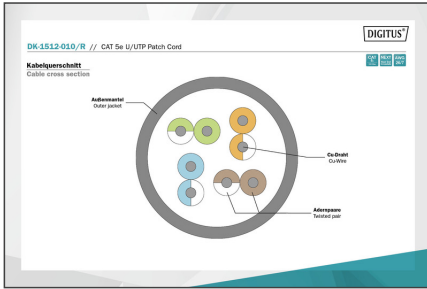 DIGITUS®
DK-1512-010/R // CAT 5e U/UTP Patch Cord
Kabelquerschnitt
Cable cross section
Außenmantel
Outer jacket
Cu-Draht
Cu-Wire
Aderspaare
Twisted pair